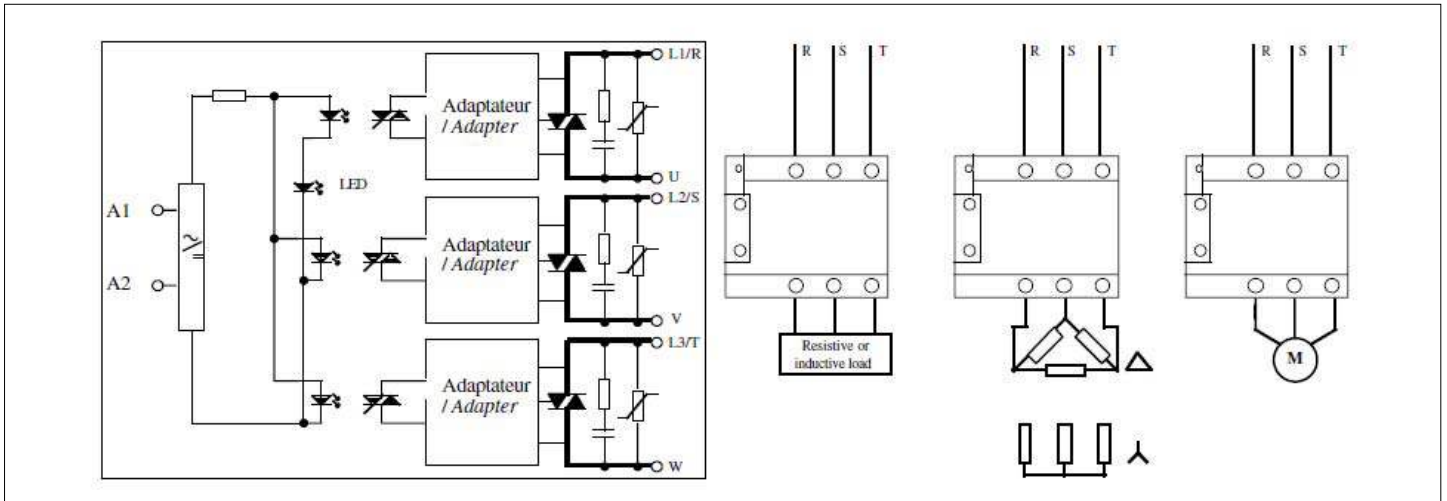 L1/R
Adaptateur
/ Adapter
U
LED
L2/S
A1
Adaptateur
/ Adapter
A2
V
L3/T
Adaptateur
/ Adapter
W
R S T
Resistive or
inductive load
R S T
R S T
M